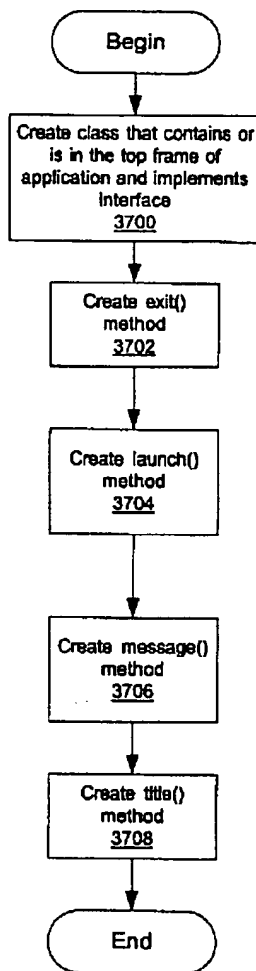 Begin
Create class that contains or
is in the top frame of
application and implements
interface
3700
Create exit()
method
3702
Create launch()
method
3704
Create message()
method
3706
Create title()
method
3708
End